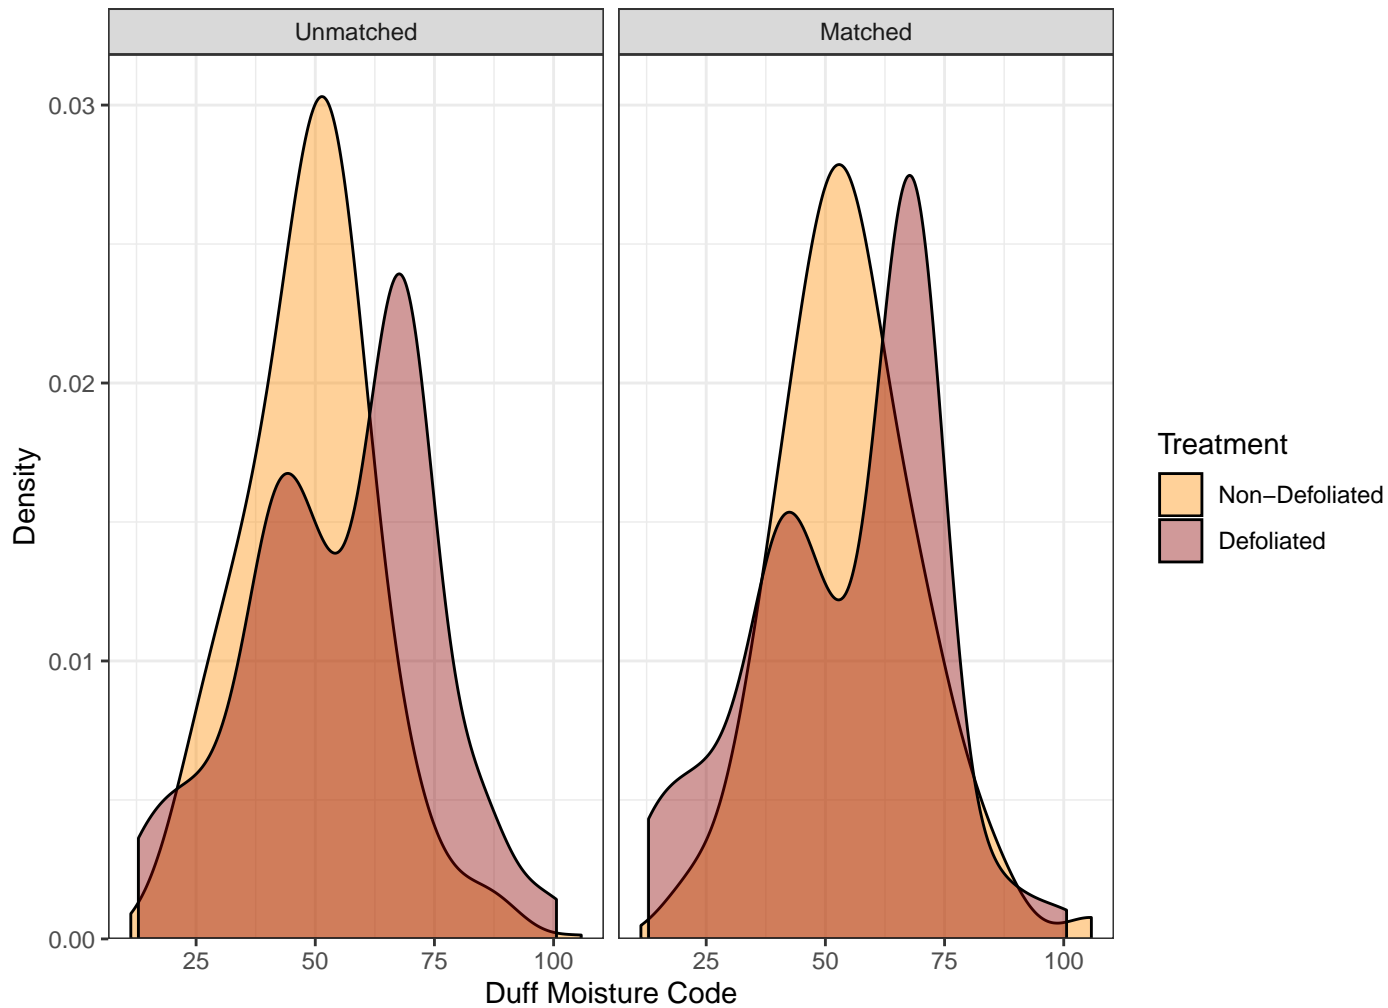 Unmatched
Matched
0.03
0.02
0.01
0.00
Density
25
50
75
100
25
50
75
100
Duff Moisture Code
Treatment
Non−Defoliated
Defoliated